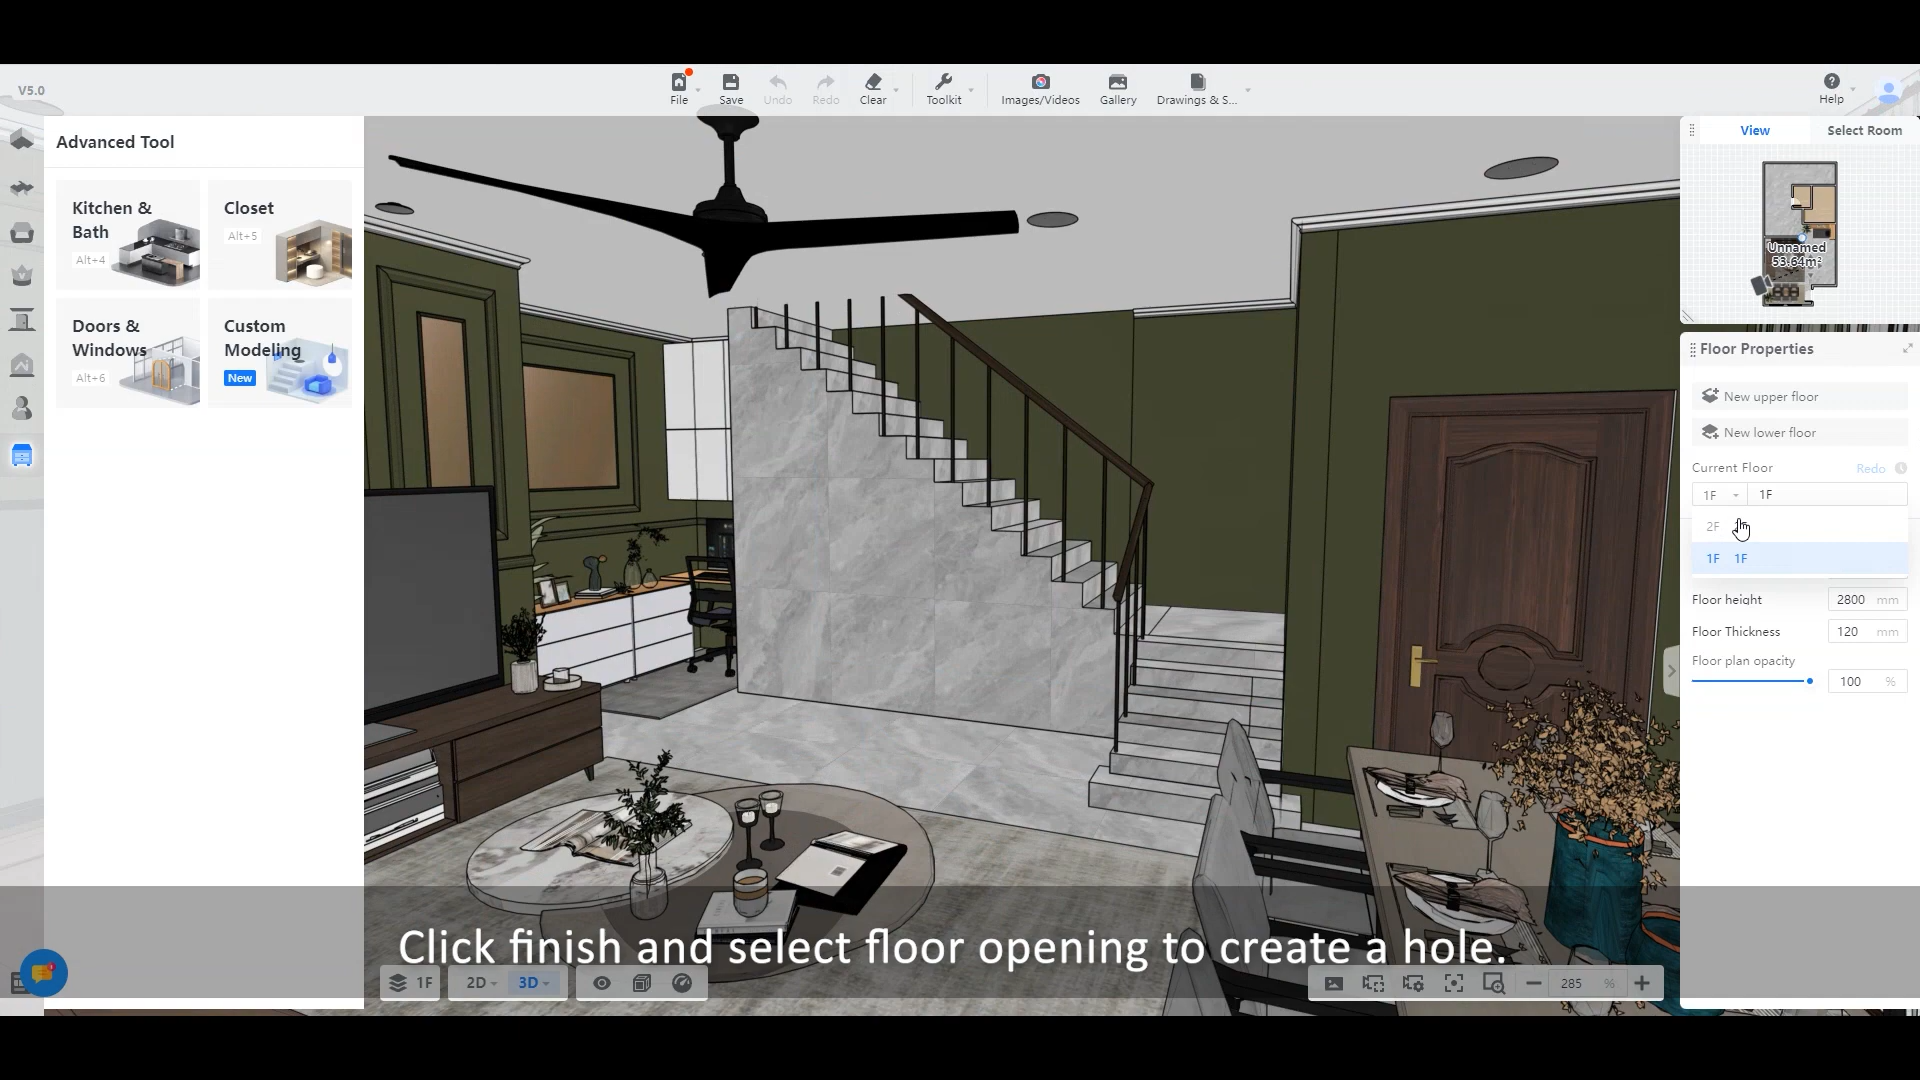 V5.0
File
Save
Undo
Redo
Clear
Toolkit
Images/Videos
Gallery
Drawings & S...
Help
Advanced Tool
Kitchen &
Bath
Alt+4
Closet
Alt+5
Doors &
Windows
Alt+6
Custom
Modeling
New
View
Select Room
Unnamed
53.64m²
Floor Properties
New upper floor
New lower floor
Current Floor
Redo
1F
1F
2F
1F 1F
Floor height
2800 mm
Floor Thickness
120 mm
Floor plan opacity
100 %
Click finish and select floor opening to create a hole.
1F
2D
3D
285 %